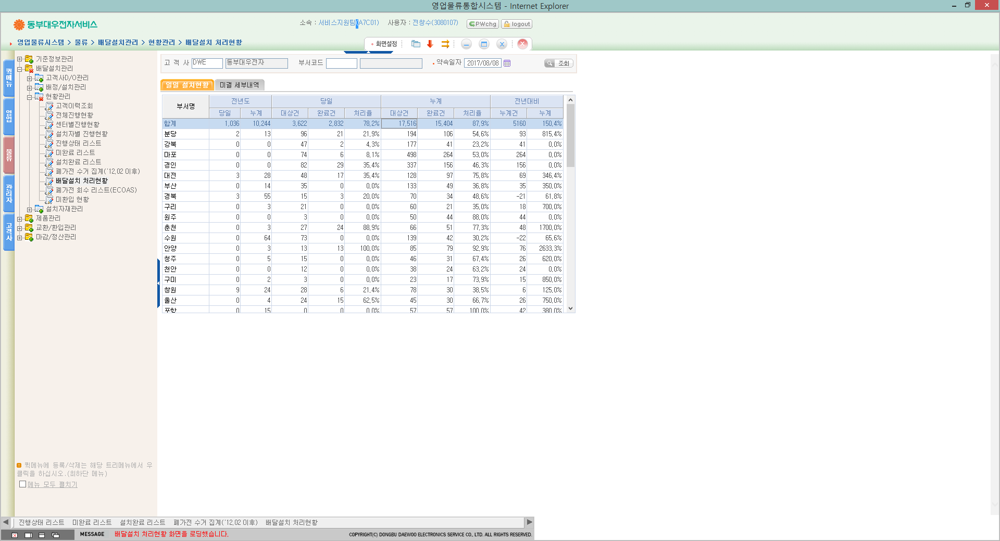 영업물류통합시스템 - Internet Explorer
동부대우전자서비스
소속 : 서비스지원팀(A7C01) 사용자 : 전창수(3080107) PWchg logout
영업물류시스템 > 물류 > 배달설치관리 > 현황관리 > 배달설치 처리현황
화면설정
퀵메뉴
영업
물류
관리자
고객사
기준정보관리
배달설치관리
고객사D/O관리
배정/설치관리
현황관리
고객이력조회
전체진행현황
센터별진행현황
설치자별 진행현황
진행상태 리스트
미완료 리스트
설치완료 리스트
폐가전 수거 집계('12.02 이후)
배달설치 처리현황
폐가전 회수 리스트(ECOAS)
미환입 현황
설치자재관리
제품관리
교환/환입관리
마감/정산관리
퀵메뉴에 등록/삭제는 해당 트리메뉴에서 우
클릭을 하십시오.(최하단 메뉴)
메뉴 모두 펼치기
고 객 사 DWE 동부대우전자 부서코드 약속일자 2017/08/08 조회
일일 설치현황 미결 세부내역
부서명 전년도 당일 누계 전년대비
당일 누계 대상건 완료건 처리율 대상건 완료건 처리율 누계건 누계
합계 1,036 10,244 3,622 2,832 78.2% 17,516 15,404 87.9% 5160 150.4%
분당 2 13 96 21 21.9% 194 106 54.6% 93 815.4%
강북 0 0 47 2 4.3% 177 41 23.2% 41 0.0%
마포 0 0 74 6 8.1% 498 264 53.0% 264 0.0%
경인 0 0 82 29 35.4% 337 156 46.3% 156 0.0%
대전 3 28 48 17 35.4% 128 97 75.8% 69 346.4%
부산 0 14 35 0 0.0% 133 49 36.8% 35 350.0%
경북 3 55 15 3 20.0% 70 34 48.6% -21 61.8%
구리 0 3 21 0 0.0% 60 21 35.0% 18 700.0%
원주 0 0 3 0 0.0% 50 44 88.0% 44 0.0%
춘천 0 3 27 24 88.9% 66 51 77.3% 48 1700.0%
수원 0 64 73 0 0.0% 139 42 30.2% -22 65.6%
안양 0 3 13 13 100.0% 85 79 92.9% 76 2633.3%
청주 0 5 15 0 0.0% 46 31 67.4% 26 620.0%
천안 0 0 12 0 0.0% 38 24 63.2% 24 0.0%
구미 0 2 3 0 0.0% 23 17 73.9% 15 850.0%
창원 9 24 28 6 21.4% 78 30 38.5% 6 125.0%
울산 0 4 24 15 62.5% 45 30 66.7% 26 750.0%
포항 0 15 0 0 0.0% 57 57 100.0% 42 380.0%
진행상태 리스트 미완료 리스트 설치완료 리스트 폐가전 수거 집계('12.02 이후) 배달설치 처리현황
MESSAGE 배달설치 처리현황 화면을 로딩했습니다.
COPYRIGHT(C) DONGBU DAEWOO ELECTRONICS SERVICE CO., LTD. ALL RIGHTS RESERVED.